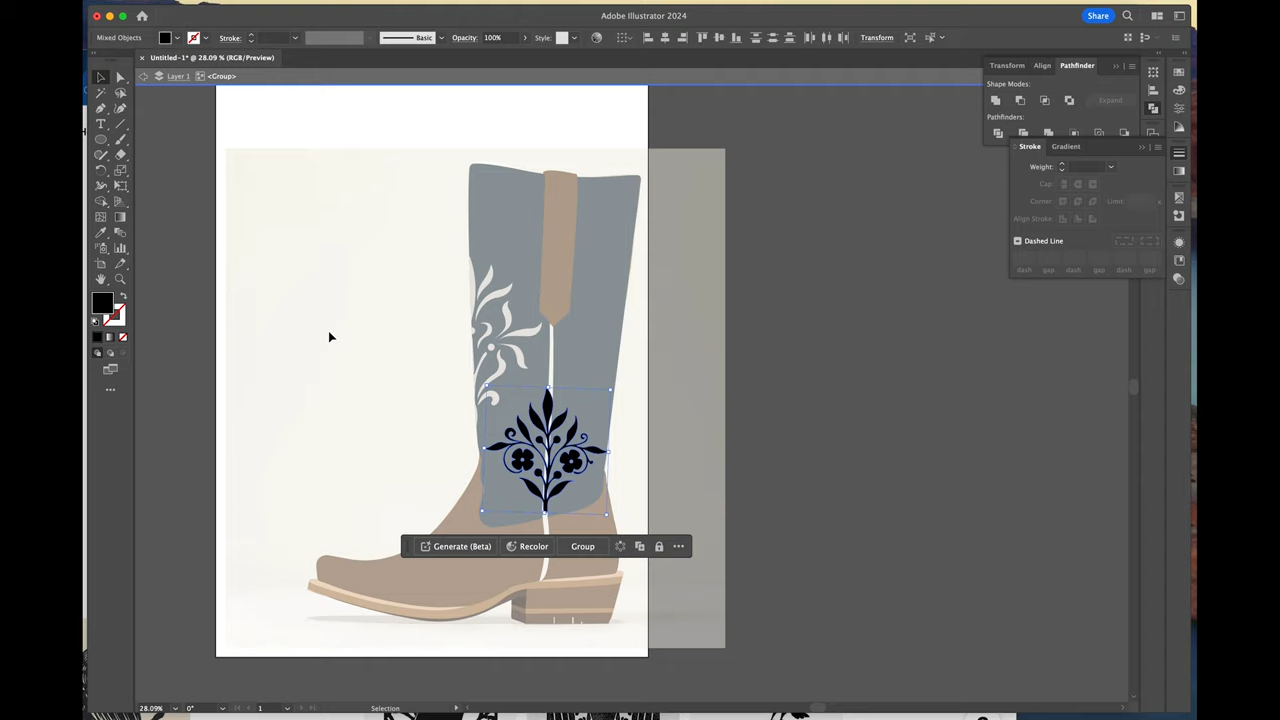 Adobe Illustrator 2024
Share
Mixed Objects
Stroke:
Basic
Opacity: 100%
Style:
Transform
× Untitled-1* @ 28.09 % (RGB/Preview)
Layer 1
<Group>
Transform
Align
Pathfinder
Shape Modes:
Expand
Pathfinders:
Stroke
Gradient
Weight:
Cap:
Corner:
Limit:
x
Align Stroke:
Dashed Line
dash gap dash gap dash gap
Generate (Beta)
Recolor
Group
28.09%
0°
1
Selection